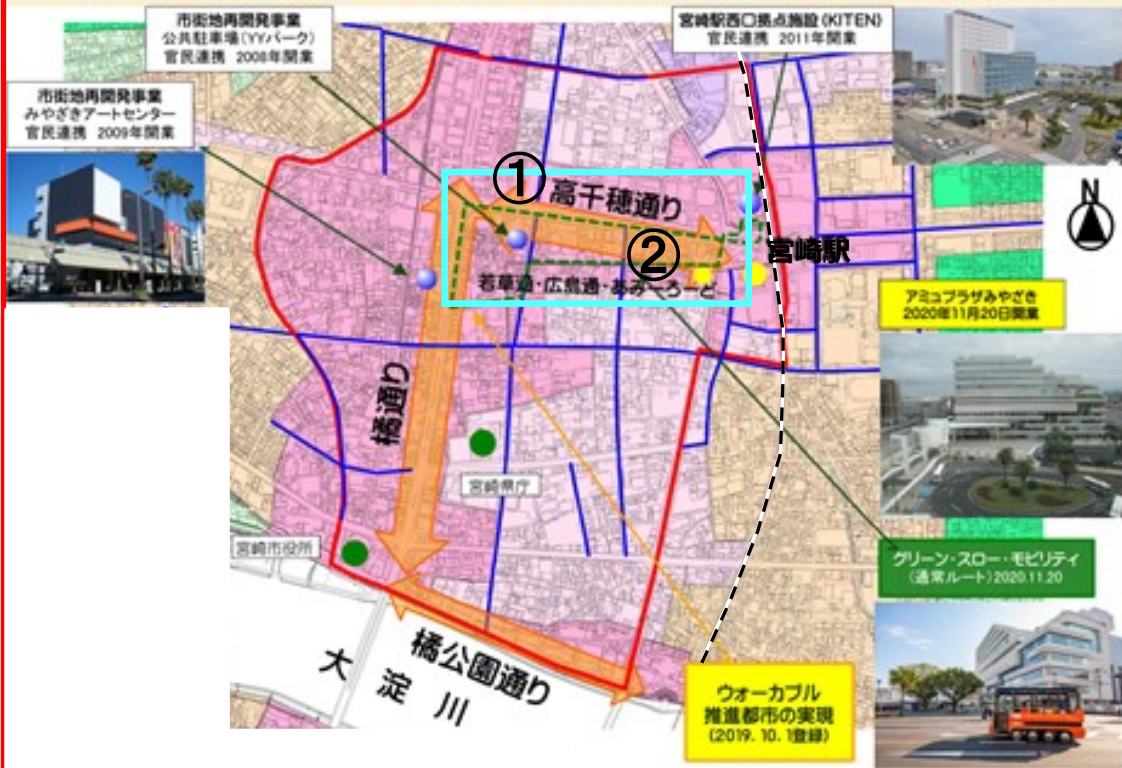 市街地再開発事業
公共駐車場(YYパーク)
官民連携 2008年開業
宮崎駅西口拠点施設(KITEN)
官民連携 2011年開業
市街地再開発事業
みやざきアートセンター
官民連携 2009年開業
①
高千穂通り
N
②
宮崎駅
若草通・広島通・あみーろーど
アミュプラザみやざき
2020年11月20日開業
橘通り
宮崎県庁
宮崎市役所
グリーン・スロー・モビリティ
(通常ルート)2020.11.20
橘公園通り
大淀川
ウォーカブル
推進都市の実現
(2019.10.1登録)